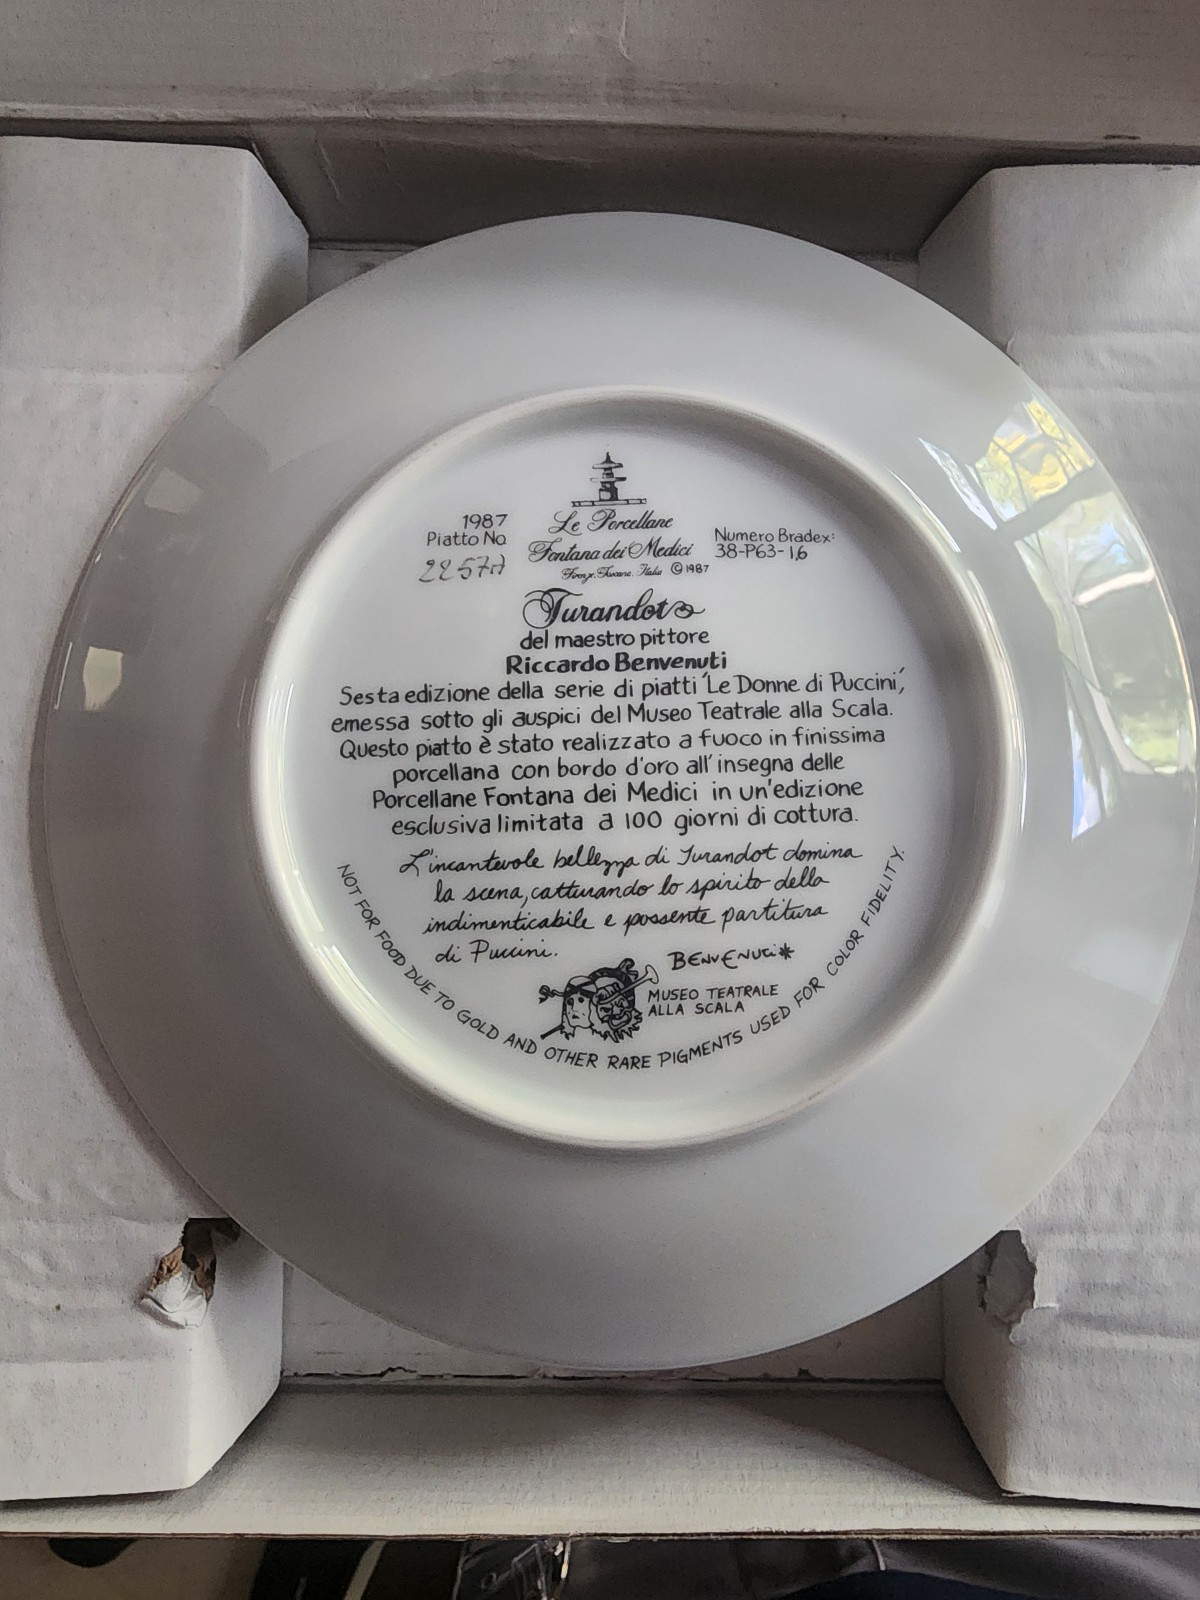 1987
Piatto No
Le Porcellane
Fontana dei Medici
Firenze, Toscana, Italia © 1987
Numero Bradex:
38-P63-1,6
Turandot
del maestro pittore
Riccardo Benvenuti
Sesta edizione della serie di piatti 'Le Donne di Puccini',
emessa sotto gli auspici del Museo Teatrale alla Scala.
Questo piatto è stato realizzato a fuoco in finissima
porcellana con bordo d'oro all'insegna delle
Porcellane Fontana dei Medici in un'edizione
esclusiva limitata a 100 giorni di cottura.
L'incantevole bellezza di Turandot domina
la scena, catturando lo spirito della
indimenticabile e possente partitura
di Puccini.
BENVENUTI*
MUSEO TEATRALE
ALLA SCALA
NOT FOR FOOD DUE TO GOLD AND OTHER RARE PIGMENTS USED FOR COLOR FIDELITY.